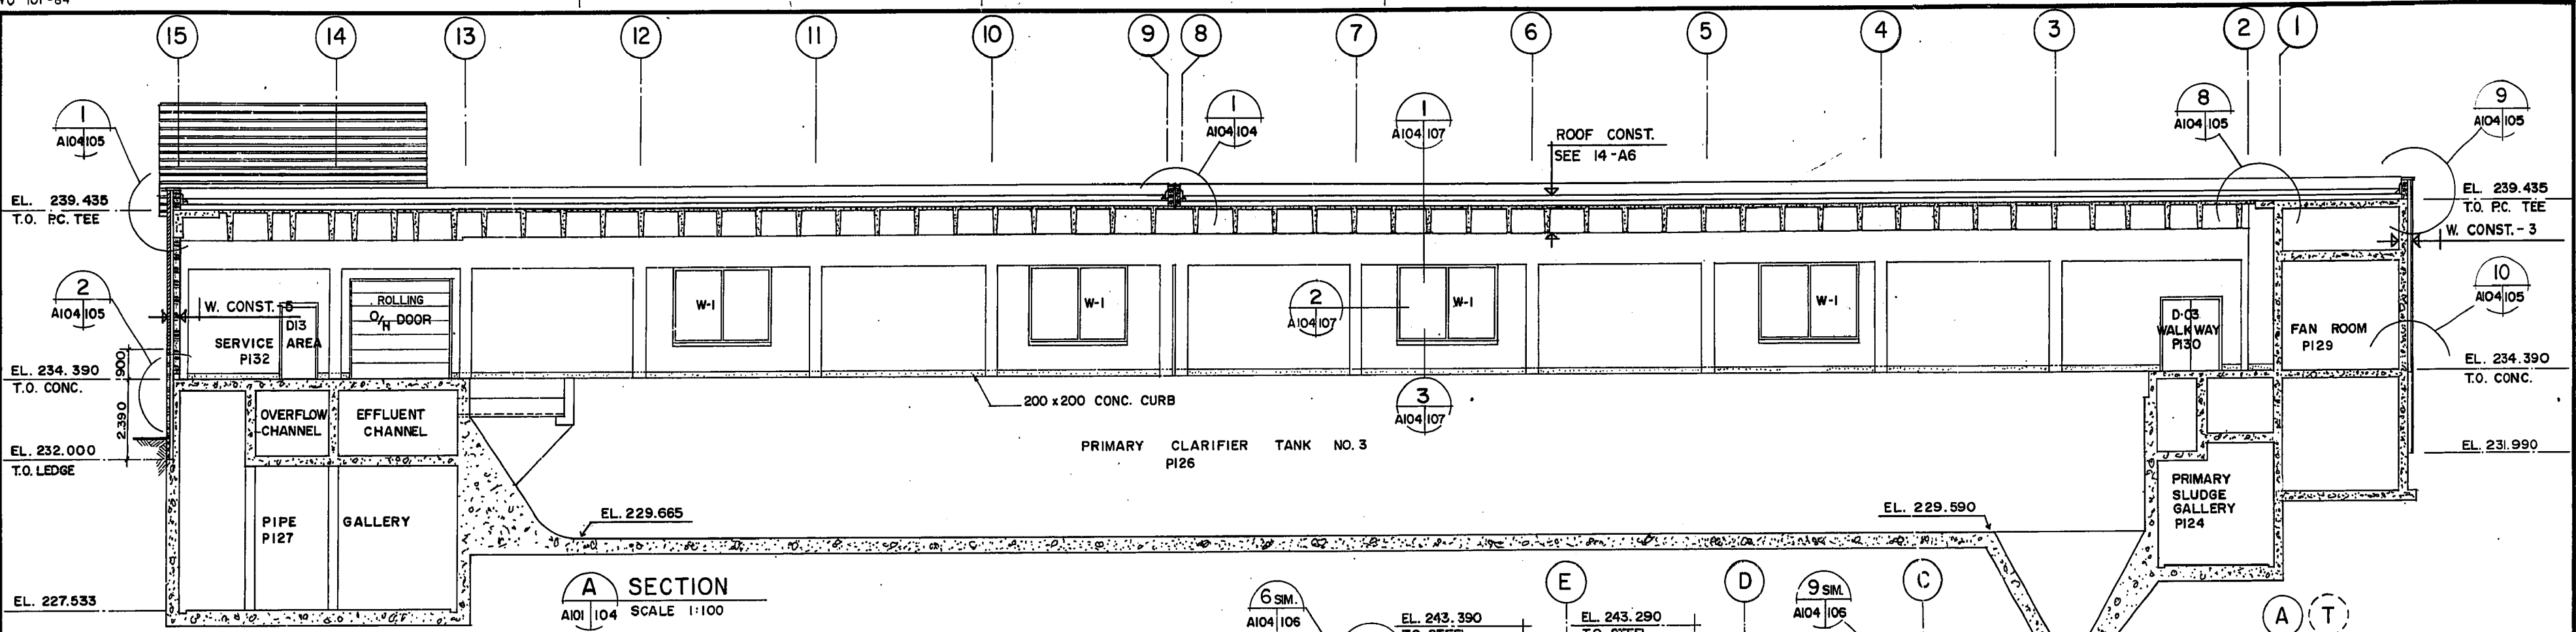 15 14 13 12 11 10 9 8 7 6 5 4 3 2 1
1
A104 105
1
A104 104
1
A104 107
ROOF CONST.
SEE 14-A6
8
A104 105
9
A104 105
EL. 239.435
T.O. P.C. TEE
EL. 239.435
T.O. P.C. TEE
W. CONST.-3
2
A104 105
W. CONST.-5
D13
SERVICE AREA
P132
ROLLING
O/H DOOR
W-1
W-1
2
A104 107
W-1
W-1
D-03
WALKWAY
P130
FAN ROOM
P129
10
A104 105
.900
EL. 234.390
T.O. CONC.
EL. 234.390
T.O. CONC.
2.390
OVERFLOW
CHANNEL
EFFLUENT
CHANNEL
200 x 200 CONC. CURB
3
A104 107
EL. 232.000
T.O. LEDGE
PRIMARY CLARIFIER TANK NO. 3
P126
EL. 231.990
PIPE GALLERY
P127
EL. 229.665
EL. 229.590
PRIMARY
SLUDGE
GALLERY
P124
EL. 227.533
A SECTION
A101 104 SCALE 1:100
6 SIM.
A104 106
EL. 243.390
E
EL. 243.290
D
9 SIM.
A104 106
C
A T